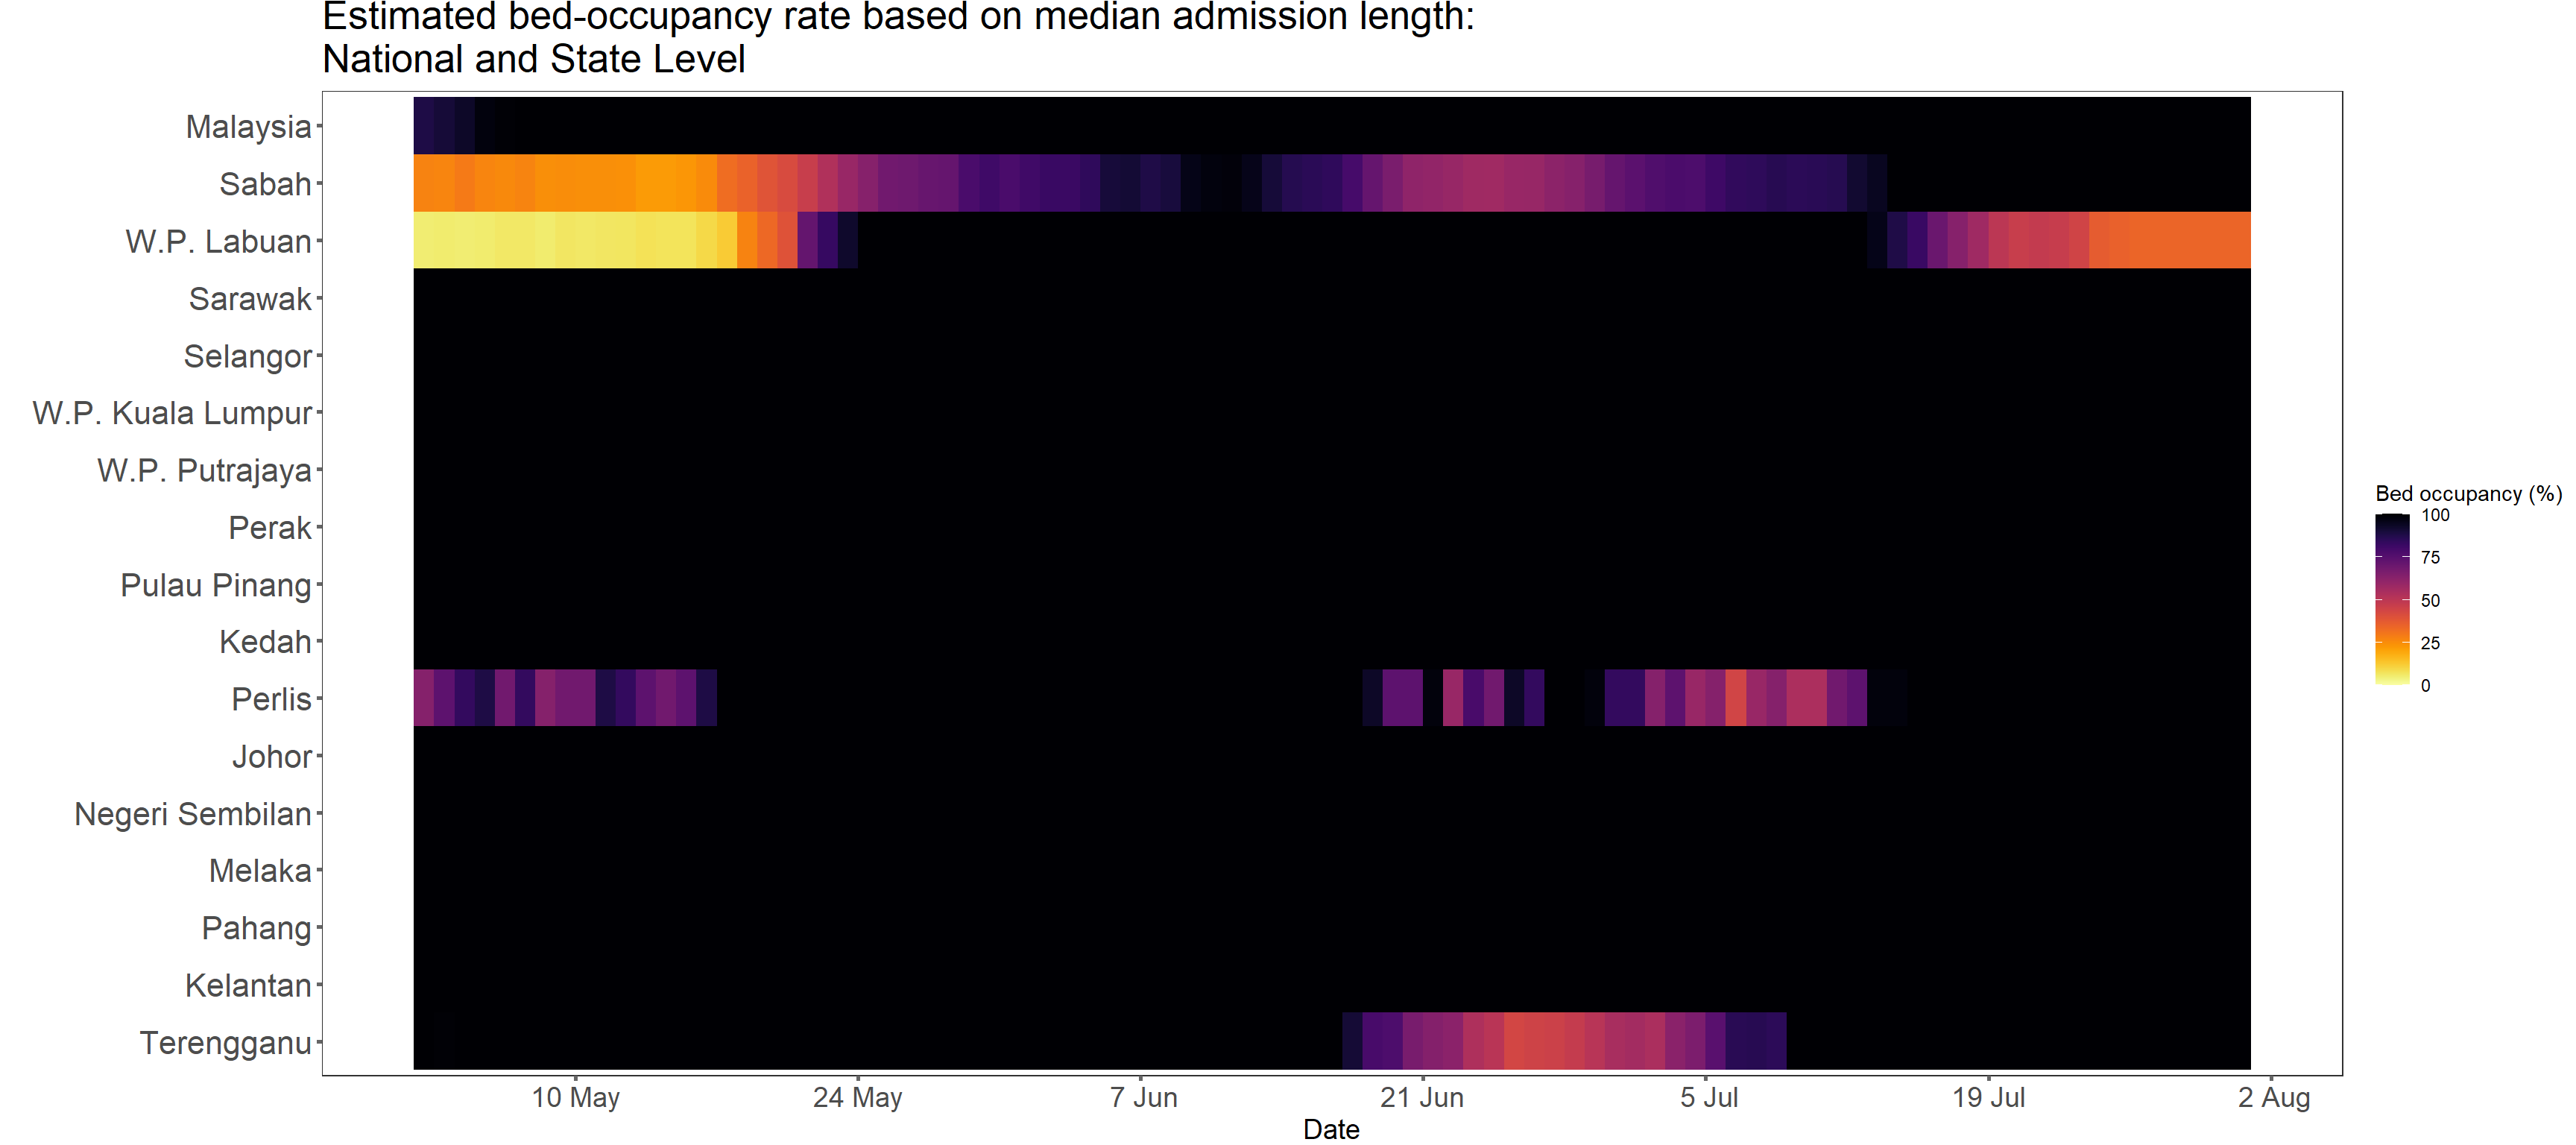 Estimated bed-occupancy rate based on median admission length:
National and State Level
Malaysia
Sabah
W.P. Labuan
Sarawak
Selangor
W.P. Kuala Lumpur
W.P. Putrajaya
Perak
Pulau Pinang
Kedah
Perlis
Johor
Negeri Sembilan
Melaka
Pahang
Kelantan
Terengganu
10 May
24 May
7 Jun
21 Jun
5 Jul
19 Jul
2 Aug
Date
Bed occupancy (%)
100
75
50
25
0